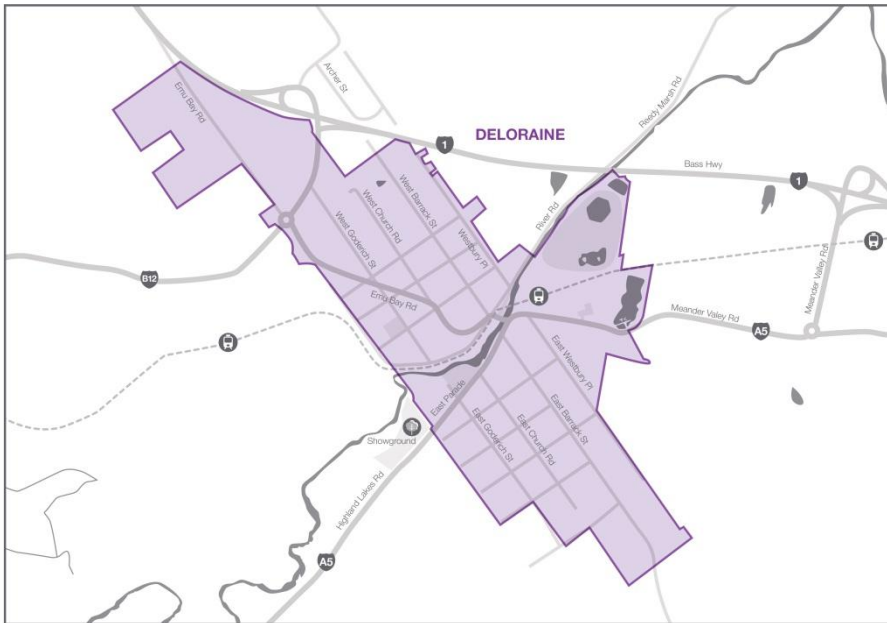 Emu Bay Rd
Archer St
Reedy Marsh Rd
DELORAINE
1
Bass Hwy
1
West Barrack St
West Church Rd
West Goderich St
Westbury Pl
River Rd
B12
Emu Bay Rd
Meander Valey Rd
Meander Valey Rd
A5
East Westbury Pl
East Parade
East Barrack St
East Church Rd
East Goderich St
Showground
Highland Lakes Rd
A5